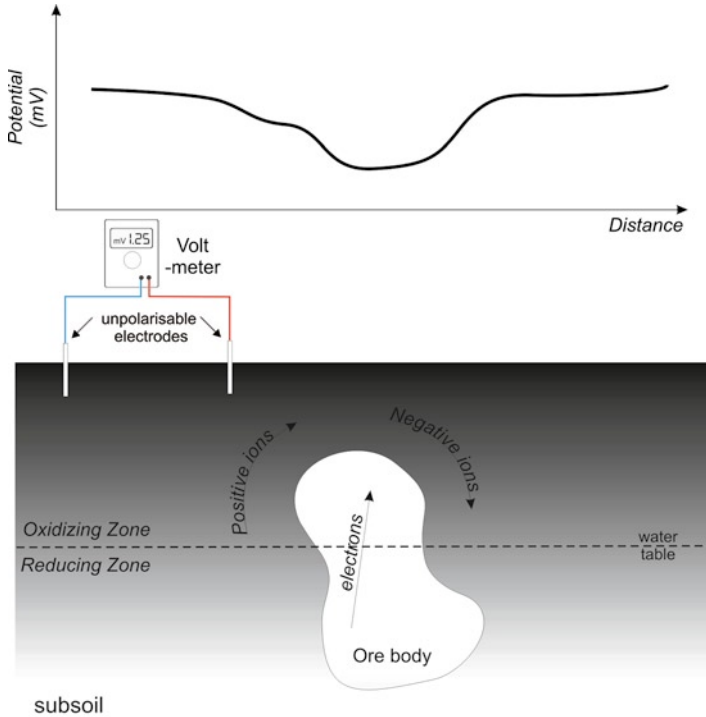 Potential
(mV)
Distance
mV 1.25
Volt
-meter
unpolarisable
electrodes
Positive ions
Negative ions
electrons
Oxidizing Zone
water
table
Reducing Zone
Ore body
subsoil